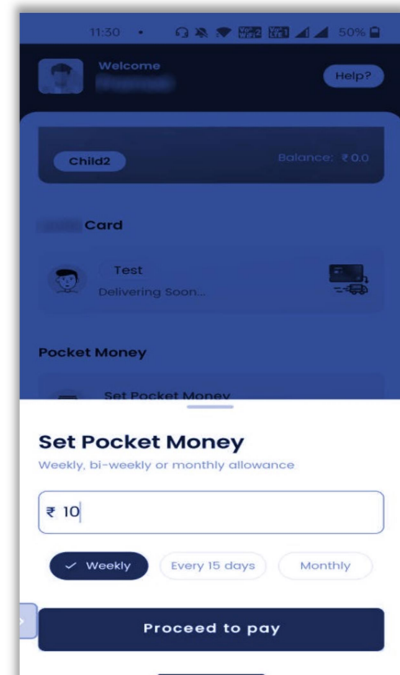 11:30 • 50%
Welcome
Help?
Child2 Balance: ₹0.0
Card
Test
Delivering Soon...
Pocket Money
Set Pocket Money
Set Pocket Money
Weekly, bi-weekly or monthly allowance
₹ 10
✓ Weekly Every 15 days Monthly
Proceed to pay